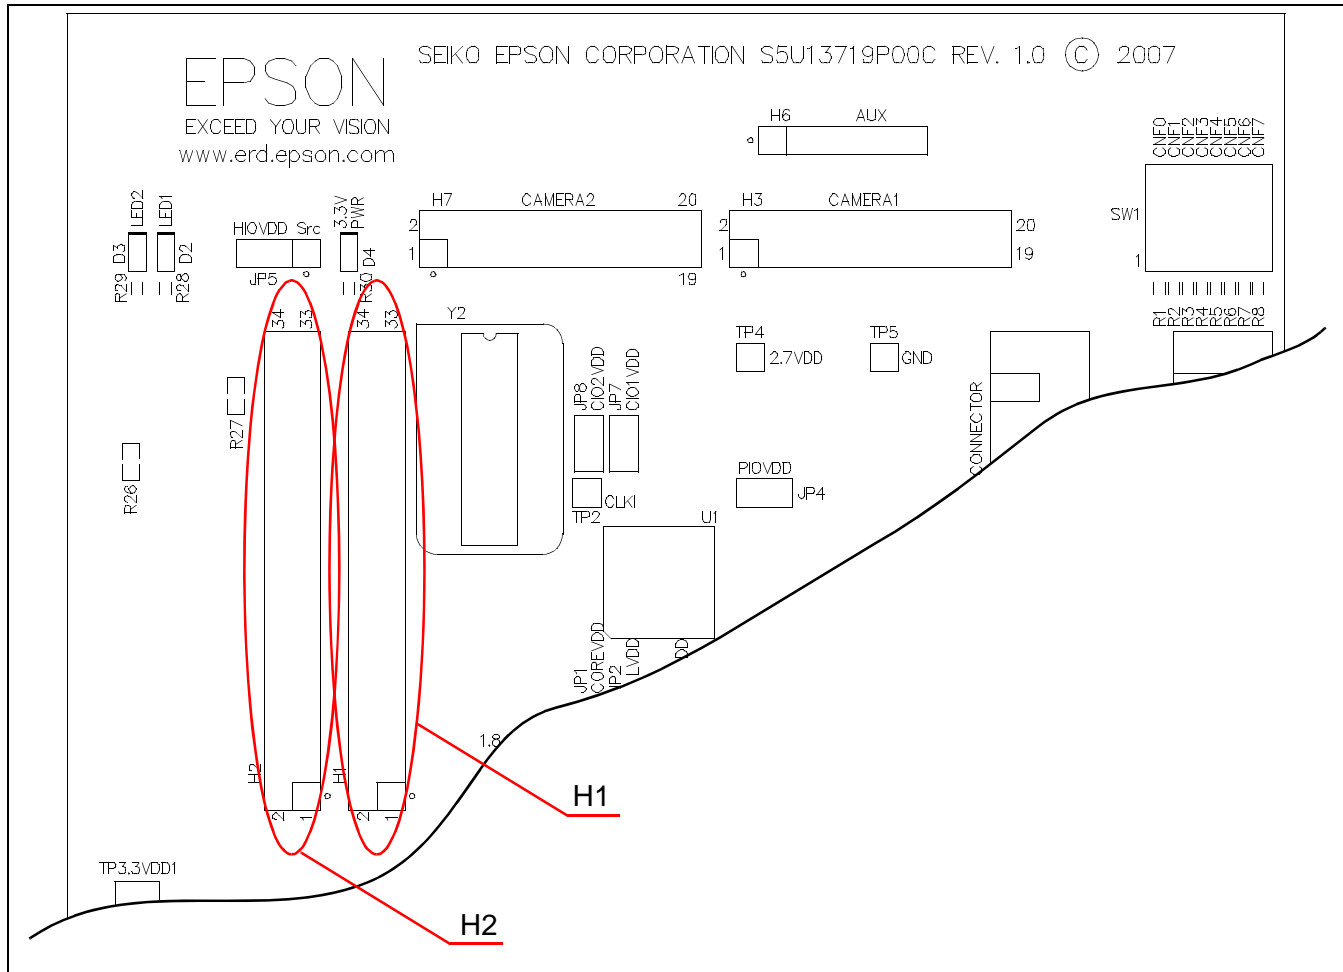 SEIKO EPSON CORPORATION S5U13719P00C REV. 1.0 © 2007
EPSON
EXCEED YOUR VISION
www.erd.epson.com
H6 AUX
CNF0
CNF1
CNF2
CNF3
CNF4
CNF5
CNF6
CNF7
SW1
1
LED2
LED1
D3
D2
R29
R28
HIOVDD Src
JP5
3.3V
PWR
D4
R30
H7 CAMERA2 20
2
1
19
H3 CAMERA1
2
1
20
19
R1
R2
R3
R4
R5
R6
R7
R8
34
33
34
33
Y2
TP4
2.7VDD
TP5
GND
CONNECTOR
JP8
CIO2VDD
JP7
CIO1VDD
R27
R26
PIOVDD
JP4
CLKI
TP2
U1
JP1
COREVDD
JP2
LVDD
DD
1.8
H2
H1
2
1
2
1
H1
TP3.3VDD1
H2